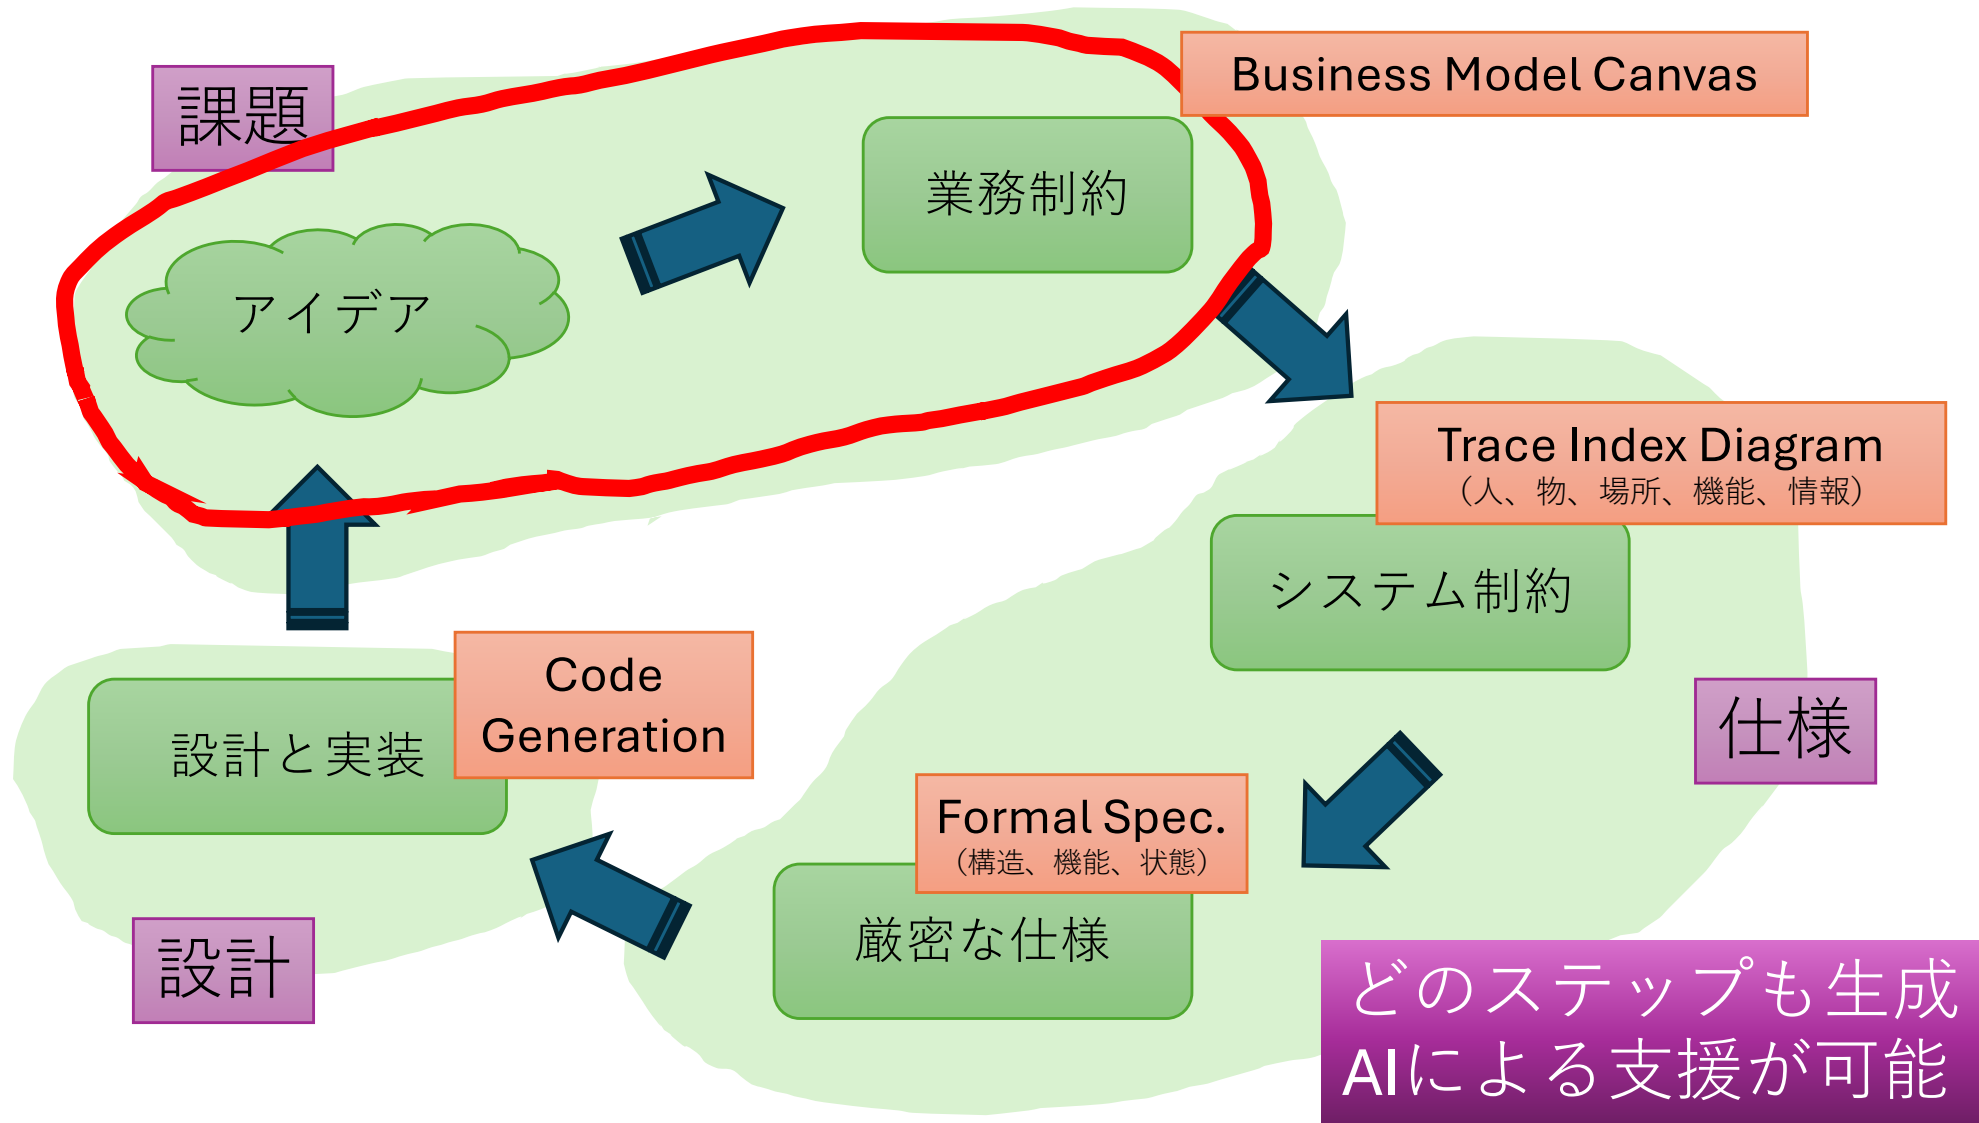 課題
Business Model Canvas
業務制約
アイデア
Trace Index Diagram
（人、物、場所、機能、情報）
システム制約
仕様
Code
Generation
設計と実装
Formal Spec.
（構造、機能、状態）
厳密な仕様
設計
どのステップも生成
AIによる支援が可能